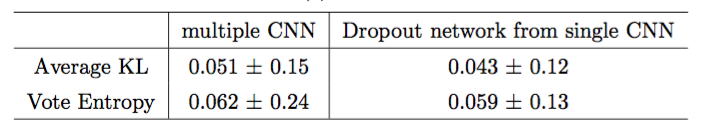 multiple CNN Dropout network from single CNN
Average KL 0.051 ± 0.15 0.043 ± 0.12
Vote Entropy 0.062 ± 0.24 0.059 ± 0.13